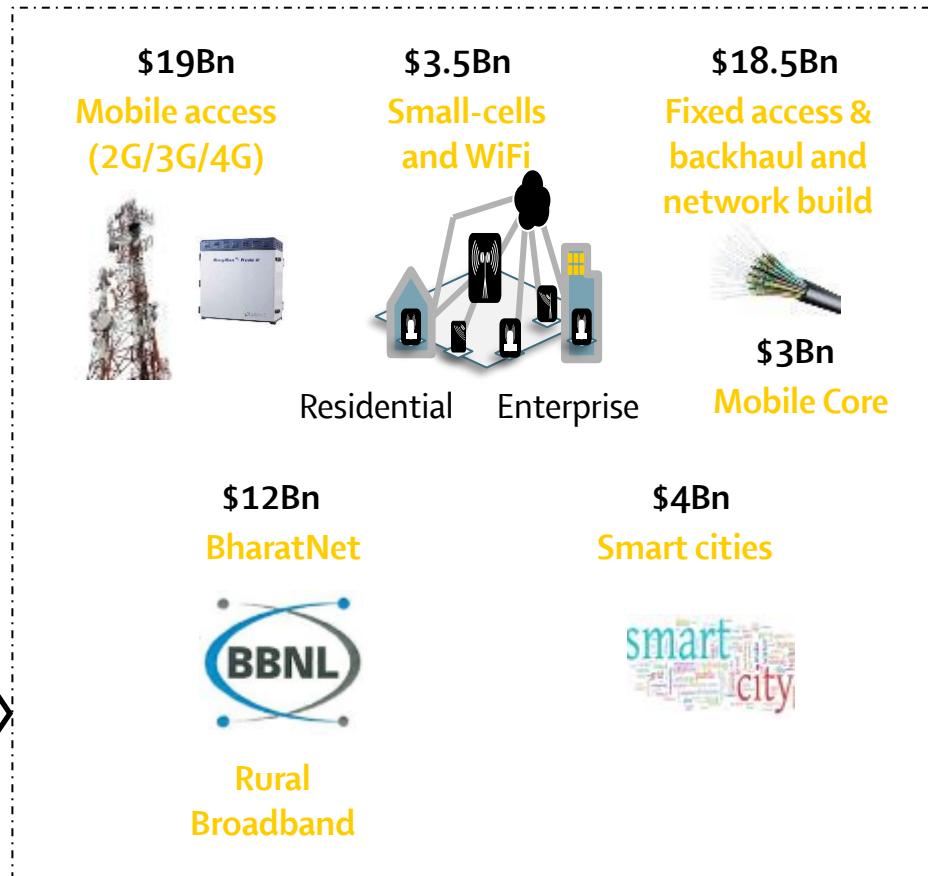 $19Bn
Mobile access
(2G/3G/4G)
$3.5Bn
Small-cells
and WiFi
$18.5Bn
Fixed access &
backhaul and
network build
Residential
Enterprise
$3Bn
Mobile Core
$12Bn
BharatNet
BBNL
Rural
Broadband
$4Bn
Smart cities
smart
city